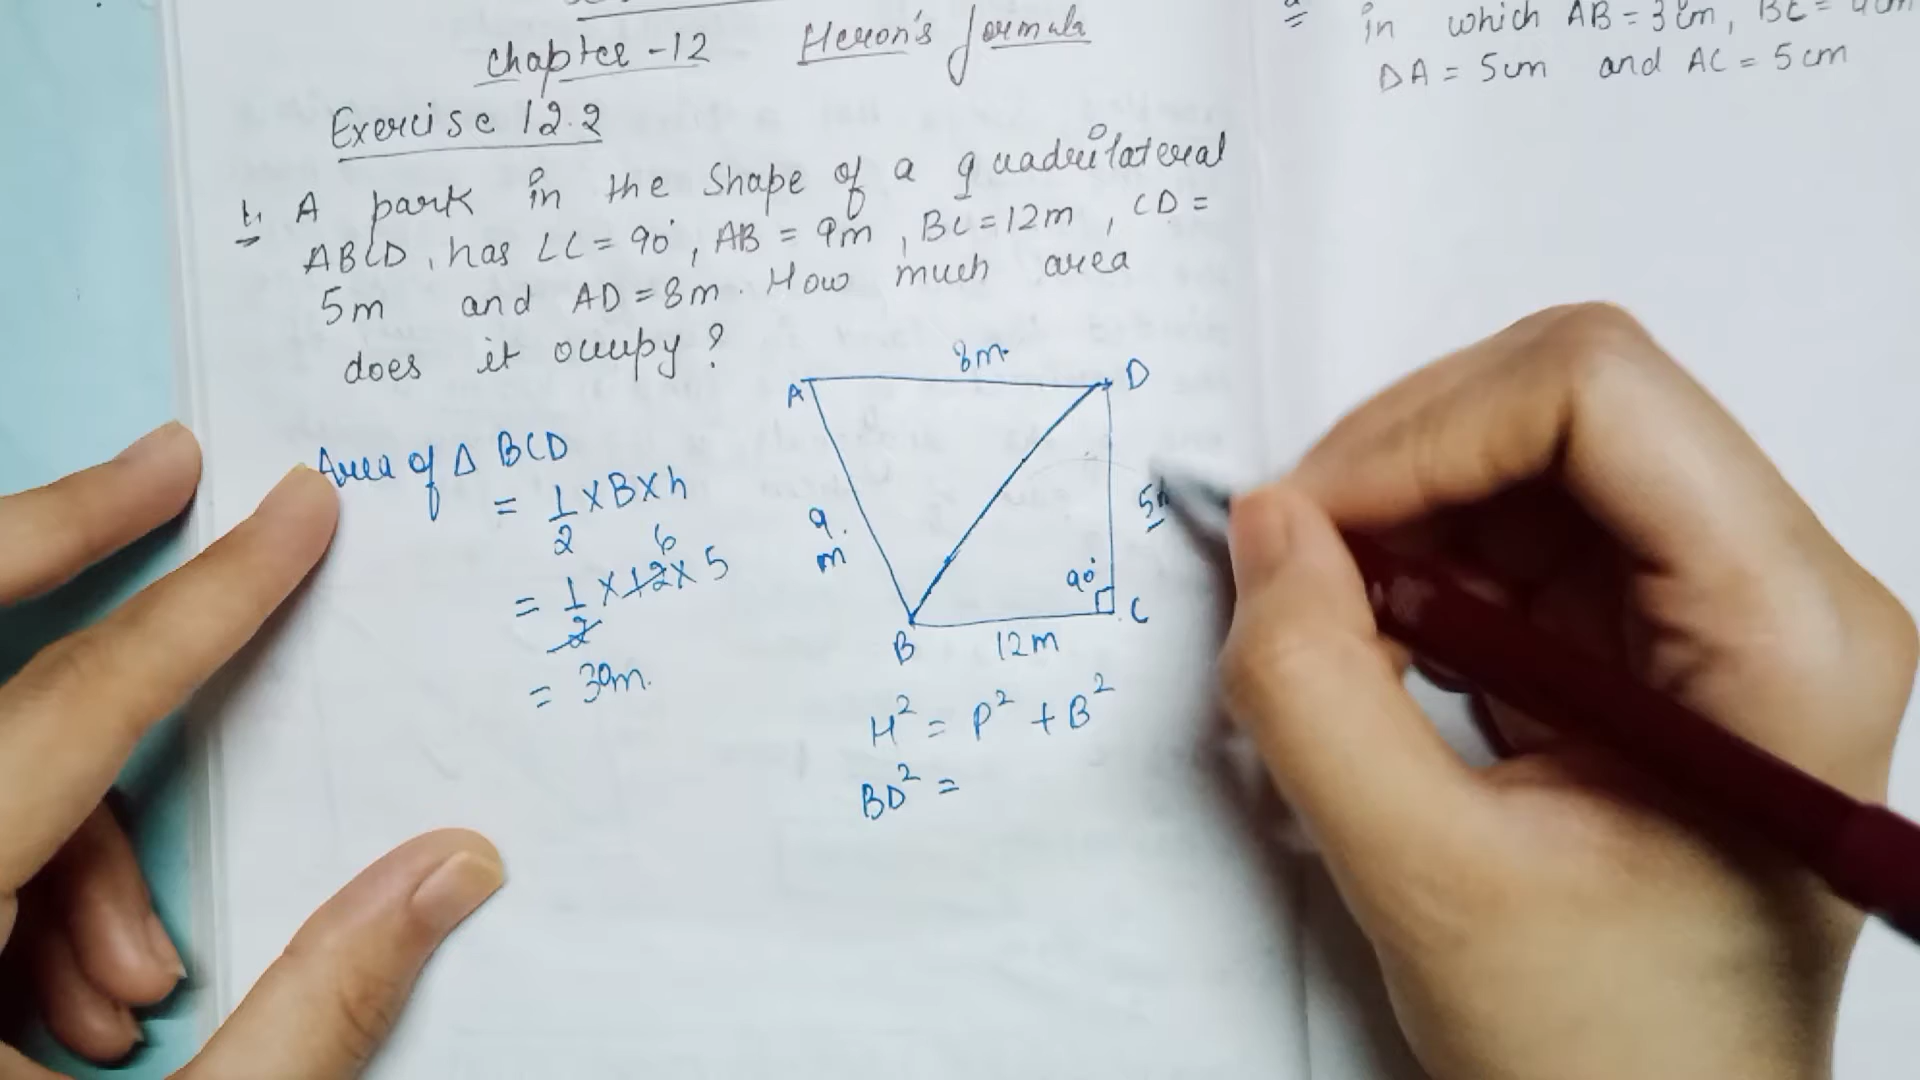 Chapter-12 Heron's formula
Exercise 12.2
1. A park in the shape of a quadrilateral
ABCD, has ∠C = 90°, AB = 9m, BC = 12m, CD =
5m and AD = 8m. How much area
does it occupy?
Area of Δ BCD
= 1/2 × B × h
6
= 1/2 × 12 × 5
= 30m.
8m.
A
D
9.
m
5m
90°
B
12m
C
H² = P² + B²
BD² =
in which AB = 3cm, BC = 4cm
DA = 5cm and AC = 5cm